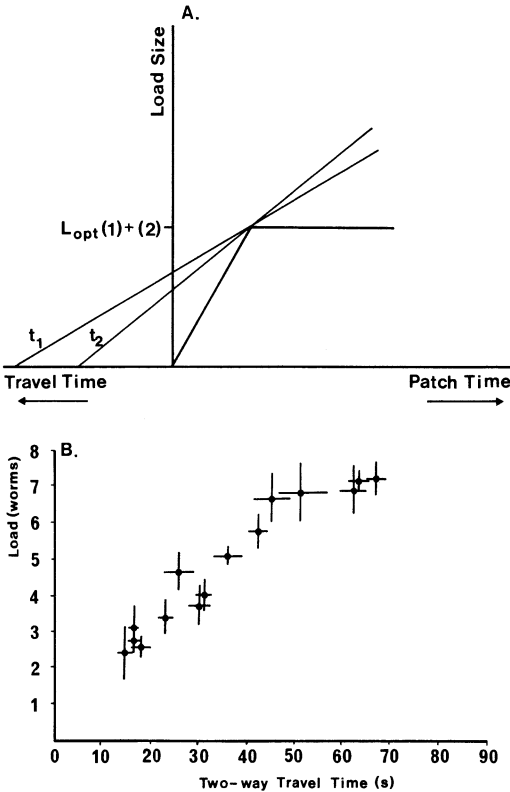 A.
Load Size
Lopt(1)+(2)
t1
t2
Travel Time
Patch Time
B.
Load (worms)
8
7
6
5
4
3
2
1
0 10 20 30 40 50 60 70 80 90
Two-way Travel Time (s)